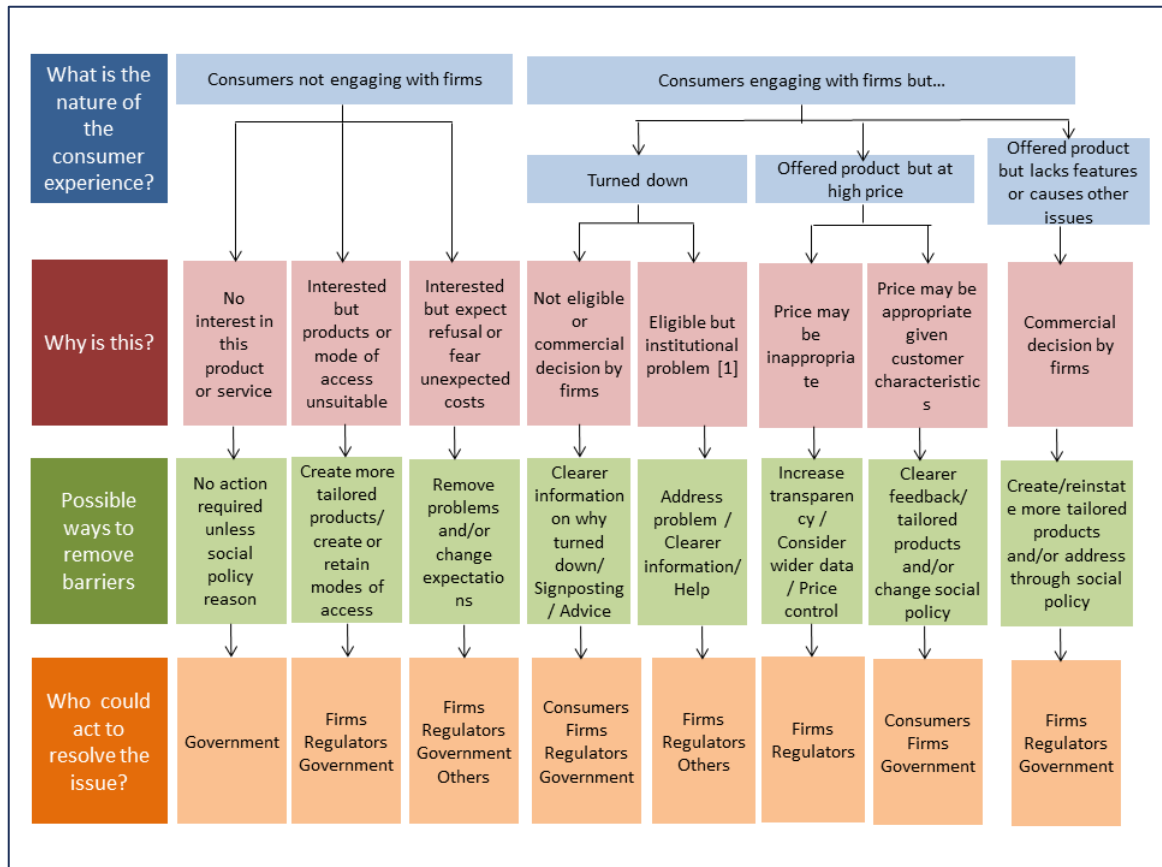 What is the
nature of
the
consumer
experience?
Consumers not engaging with firms
Consumers engaging with firms but…
Turned down
Offered product but at
high price
Offered product
but lacks features
or causes other
issues
Why is this?
No
interest in
this
product
or service
Interested
but
products or
mode of
access
unsuitable
Interested
but expect
refusal or
fear
unexpected
costs
Not eligible
or
commercial
decision by
firms
Eligible but
institutional
problem [1]
Price may
be
inappropria
te
Price may be
appropriate
given
customer
characteristic
s
Commercial
decision by
firms
Possible
ways to
remove
barriers
No action
required
unless
social
policy
reason
Create more
tailored
products/
create or
retain
modes of
access
Remove
problems
and/or
change
expectatio
ns
Clearer
information
on why
turned
down/
Signposting
/ Advice
Address
problem /
Clearer
information/
Help
Increase
transparen
cy /
Consider
wider data
/ Price
control
Clearer
feedback/
tailored
products
and/or
change social
policy
Create/reinstat
e more tailored
products
and/or address
through social
policy
Who could
act to
resolve the
issue?
Government
Firms
Regulators
Government
Firms
Regulators
Government
Others
Consumers
Firms
Regulators
Government
Firms
Regulators
Others
Firms
Regulators
Consumers
Firms
Government
Firms
Regulators
Government